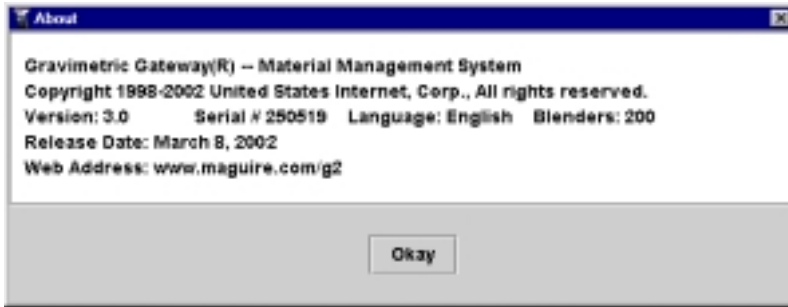 About
Gravimetric Gateway(R) -- Material Management System
Copyright 1998-2002 United States Internet, Corp., All rights reserved.
Version: 3.0 Serial # 250519 Language: English Blenders: 200
Release Date: March 8, 2002
Web Address: www.maguire.com/g2
Okay